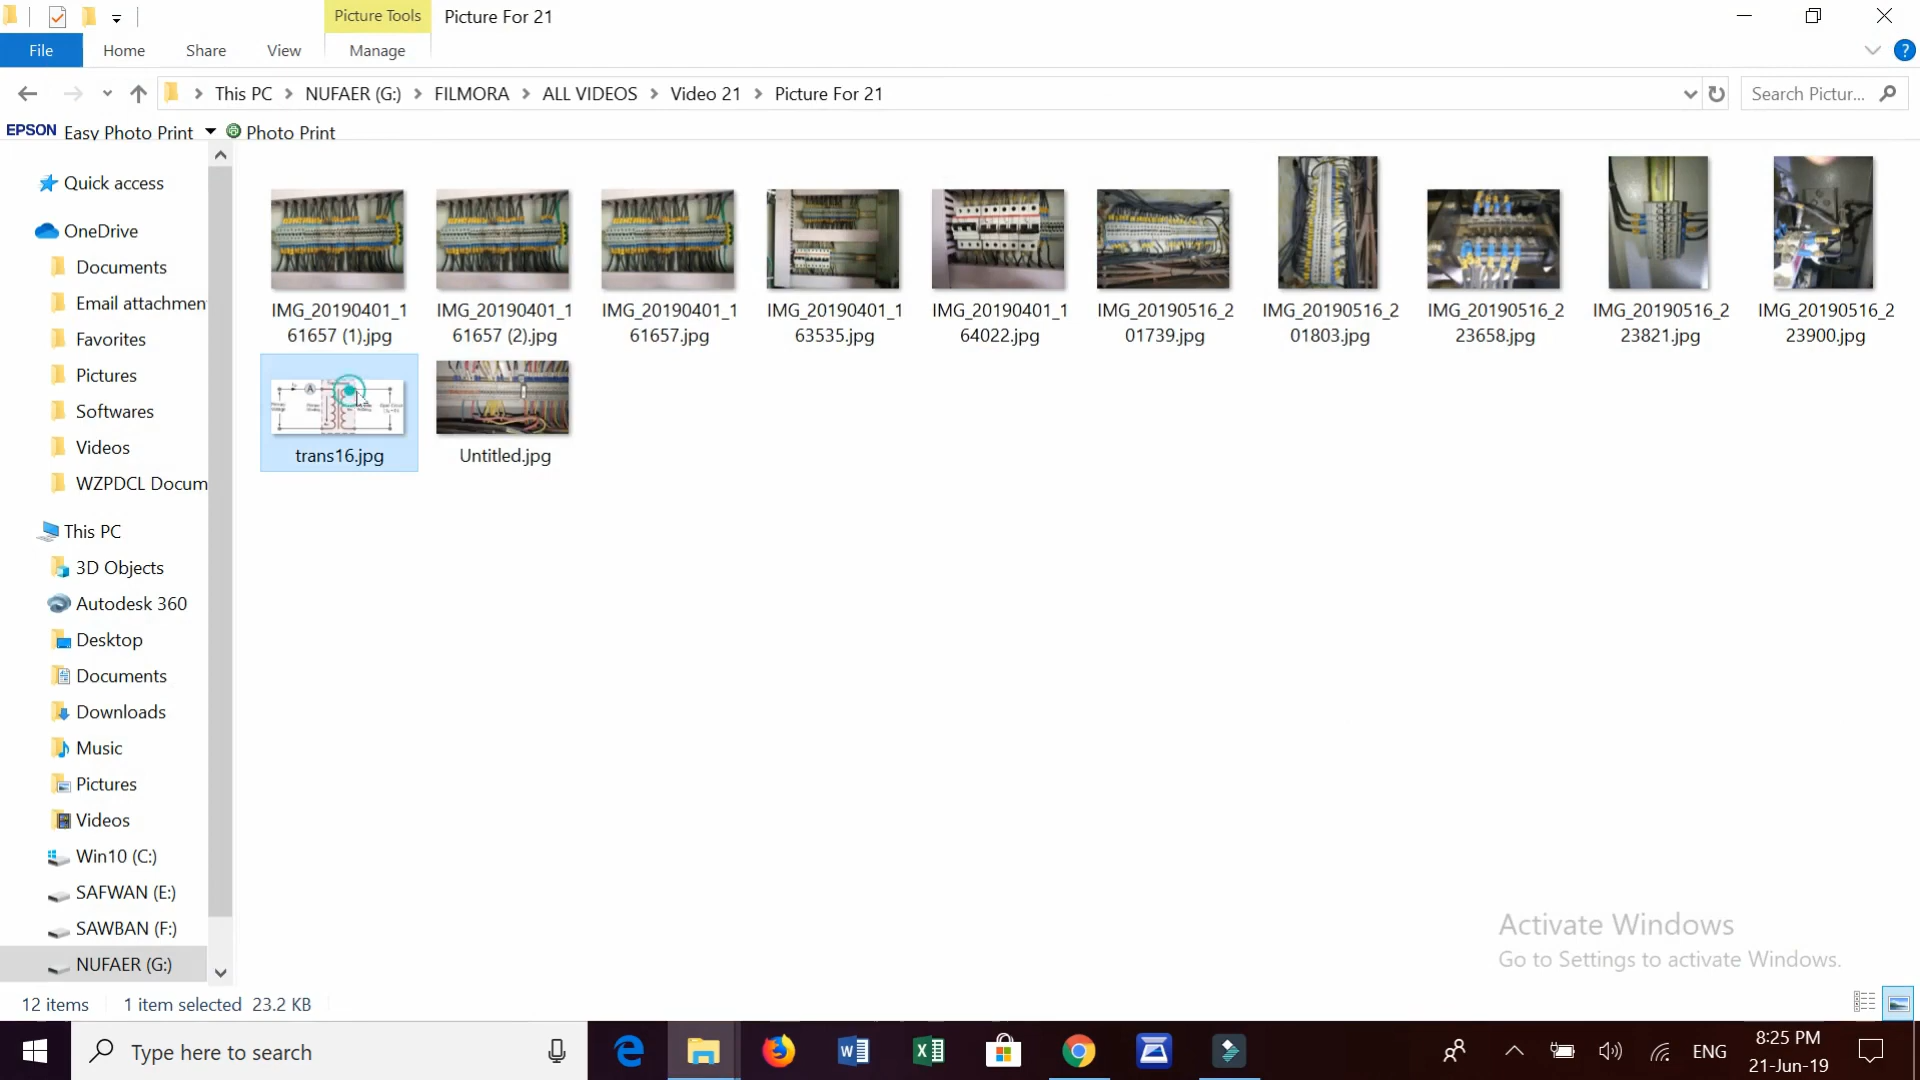 Picture Tools
Picture For 21
File
Home
Share
View
Manage
This PC
NUFAER (G:)
FILMORA
ALL VIDEOS
Video 21
Picture For 21
Search Pictur...
EPSON
Easy Photo Print
Photo Print
Quick access
OneDrive
Documents
Email attachmen
Favorites
Pictures
Softwares
Videos
WZPDCL Docum
This PC
3D Objects
Autodesk 360
Desktop
Documents
Downloads
Music
Pictures
Videos
Win10 (C:)
SAFWAN (E:)
SAWBAN (F:)
NUFAER (G:)
IMG_20190401_1
61657 (1).jpg
IMG_20190401_1
61657 (2).jpg
IMG_20190401_1
61657.jpg
IMG_20190401_1
63535.jpg
IMG_20190401_1
64022.jpg
IMG_20190516_2
01739.jpg
IMG_20190516_2
01803.jpg
IMG_20190516_2
23658.jpg
IMG_20190516_2
23821.jpg
IMG_20190516_2
23900.jpg
A
trans16.jpg
Untitled.jpg
Activate Windows
Go to Settings to activate Windows.
12 items
1 item selected 23.2 KB
Type here to search
ENG
8:25 PM
21-Jun-19